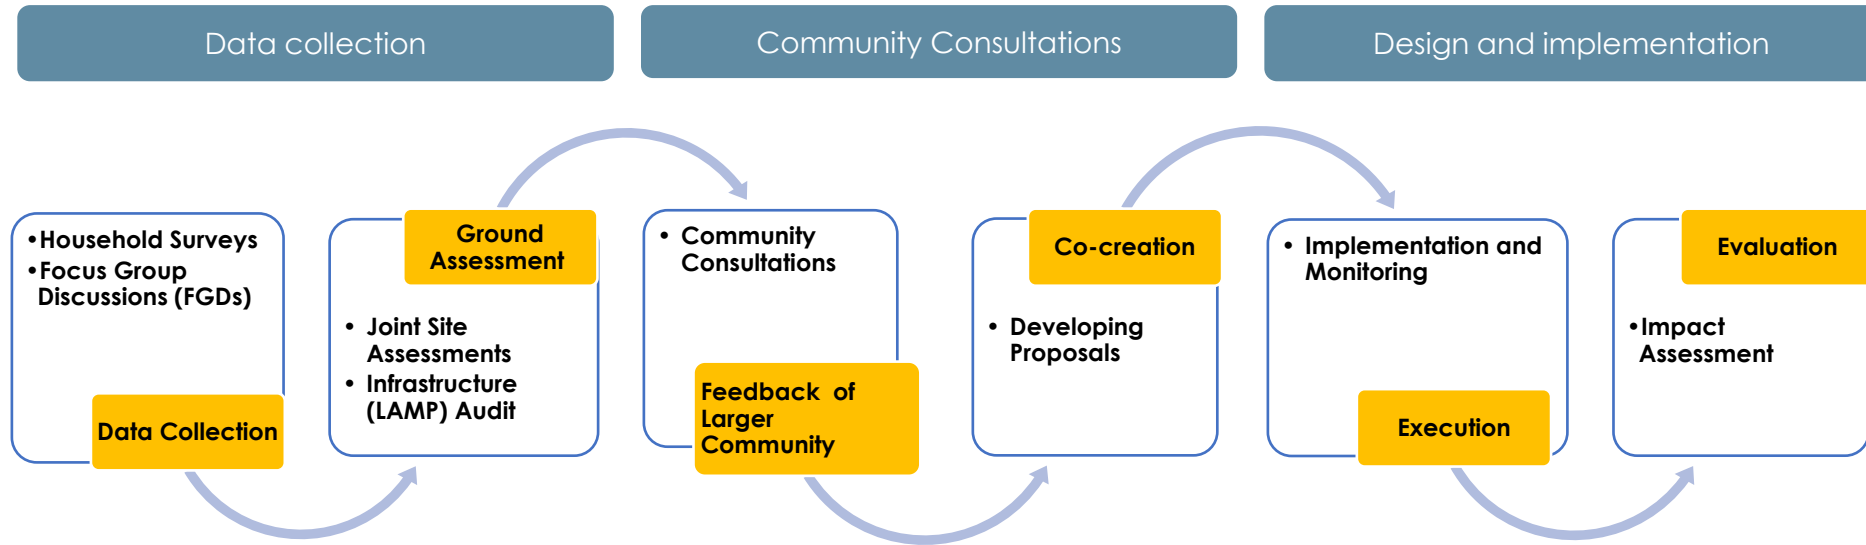 Data collection
Community Consultations
Design and implementation
•Household Surveys
•Focus Group
Discussions (FGDs)
Data Collection
Ground
Assessment
• Joint Site
Assessments
• Infrastructure
(LAMP) Audit
• Community
Consultations
Feedback of
Larger
Community
Co-creation
• Developing
Proposals
• Implementation and
Monitoring
Execution
Evaluation
•Impact
Assessment